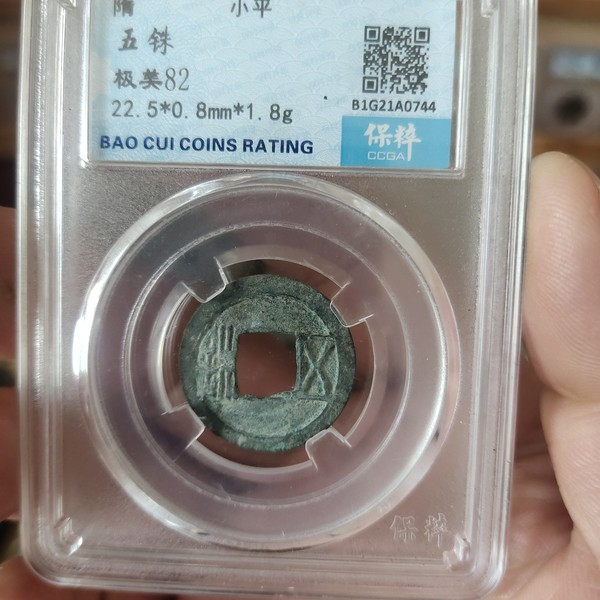 隋 小平
五铢
极美82
22.5*0.8mm*1.8g
B1G21A0744
BAO CUI COINS RATING
保粹
CCGA
五铢
保粹